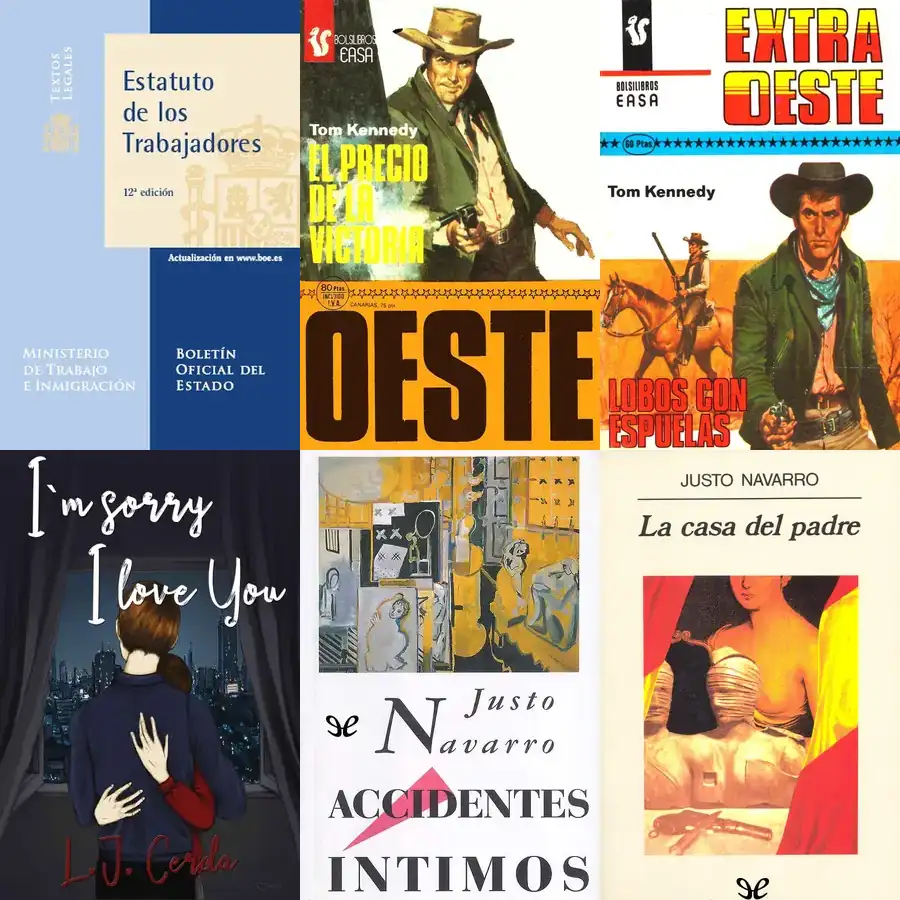 TEXTOS
LEGALES
Estatuto
de los
Trabajadores
12ª edición
Actualización en www.boe.es
MINISTERIO
DE TRABAJO
E INMIGRACIÓN
BOLETÍN
OFICIAL DEL
ESTADO
BOLSILIBROS
EASA
Tom Kennedy
EL PRECIO
DE LA
VICTORIA
80 Ptas
INCLUIDO
I.V.A.
CANARIAS, 75 pts
OESTE
EXTRA
OESTE
BOLSILIBROS
EASA
60 Ptas
Tom Kennedy
LOBOS CON
ESPUELAS
I`m sorry
I love You
L.J. Cerda
Justo
Navarro
ACCIDENTES
INTIMOS
JUSTO NAVARRO
La casa del padre